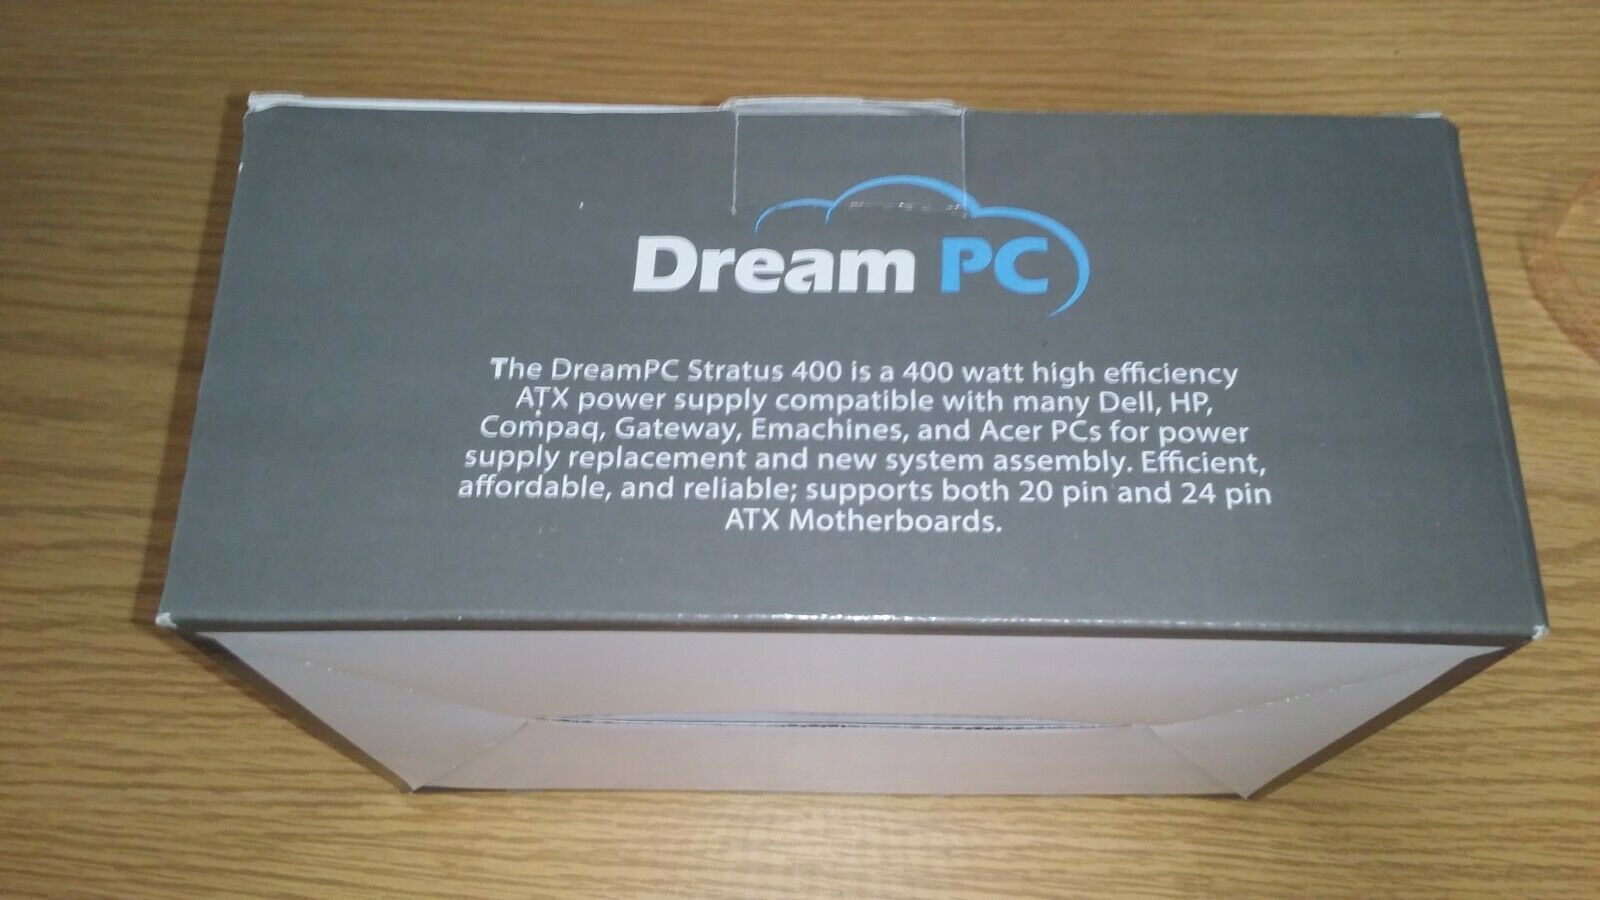 Dream PC
The DreamPC Stratus 400 is a 400 watt high efficiency
ATX power supply compatible with many Dell, HP,
Compaq, Gateway, Emachines, and Acer PCs for power
supply replacement and new system assembly. Efficient,
affordable, and reliable; supports both 20 pin and 24 pin
ATX Motherboards.